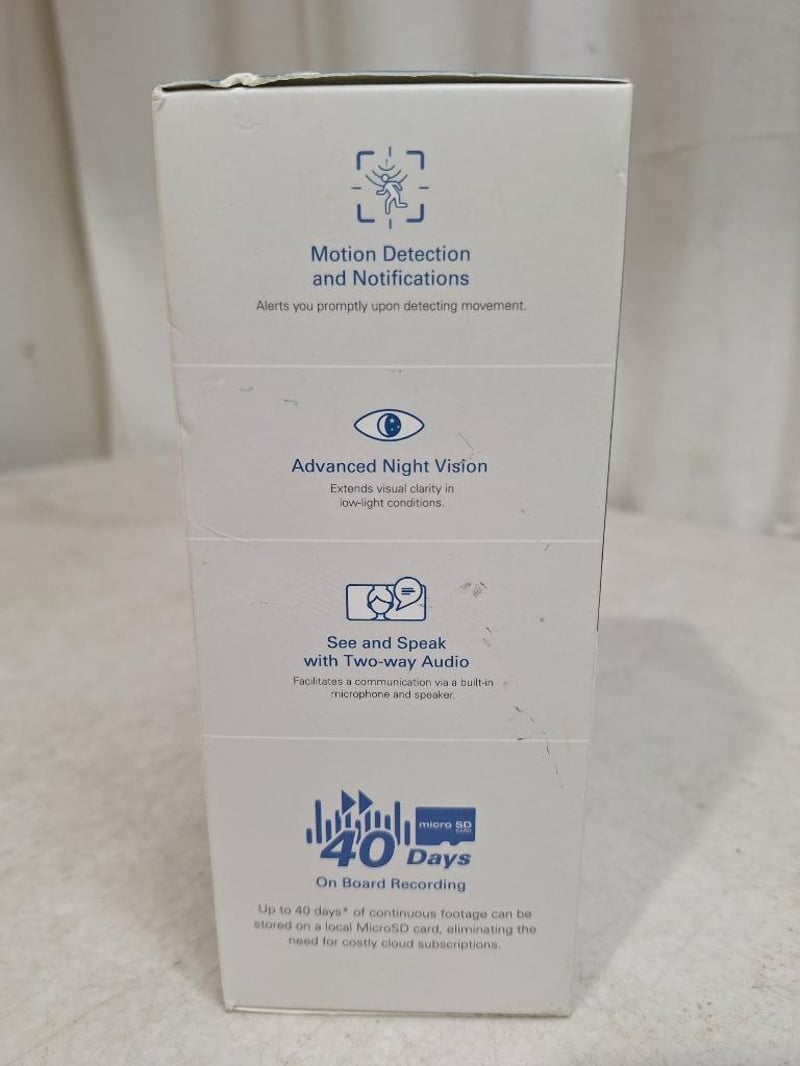 Motion Detection
and Notifications
Alerts you promptly upon detecting movement.
Advanced Night Vision
Extends visual clarity in
low-light conditions.
See and Speak
with Two-way Audio
Facilitates a communication via a built-in
microphone and speaker.
micro SD
CARD
40 Days
On Board Recording
Up to 40 days* of continuous footage can be
stored on a local MicroSD card, eliminating the
need for costly cloud subscriptions.